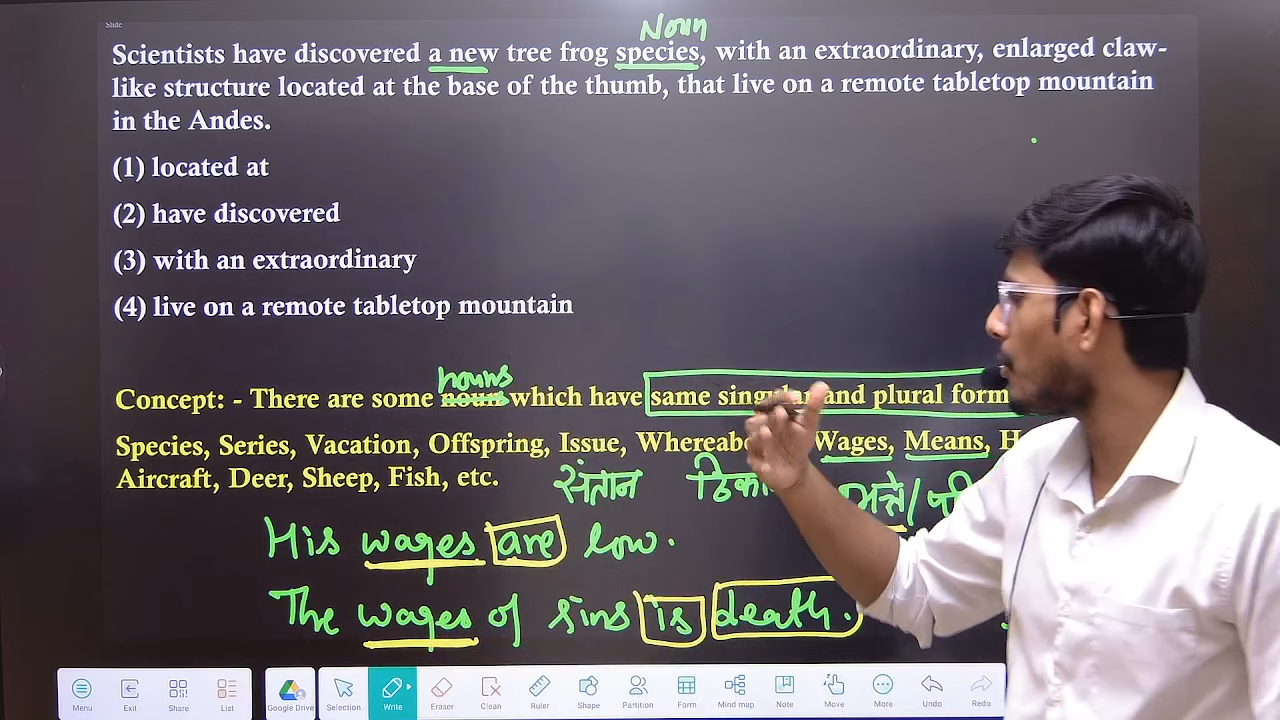 Slide
Noun
Scientists have discovered a new tree frog species, with an extraordinary, enlarged claw-
like structure located at the base of the thumb, that live on a remote tabletop mountain
in the Andes.
(1) located at
(2) have discovered
(3) with an extraordinary
(4) live on a remote tabletop mountain
nouns
Concept: - There are some noun which have same singular and plural form
Species, Series, Vacation, Offspring, Issue, Wages, Means,
Aircraft, Deer, Sheep, Fish, etc.
संतान
His wages are low.
The wages of sins is death.
Menu Exit Share List Google Drive Selection Write Eraser Clean Ruler Shape Partition Form Mind map Note Move More Undo Redo